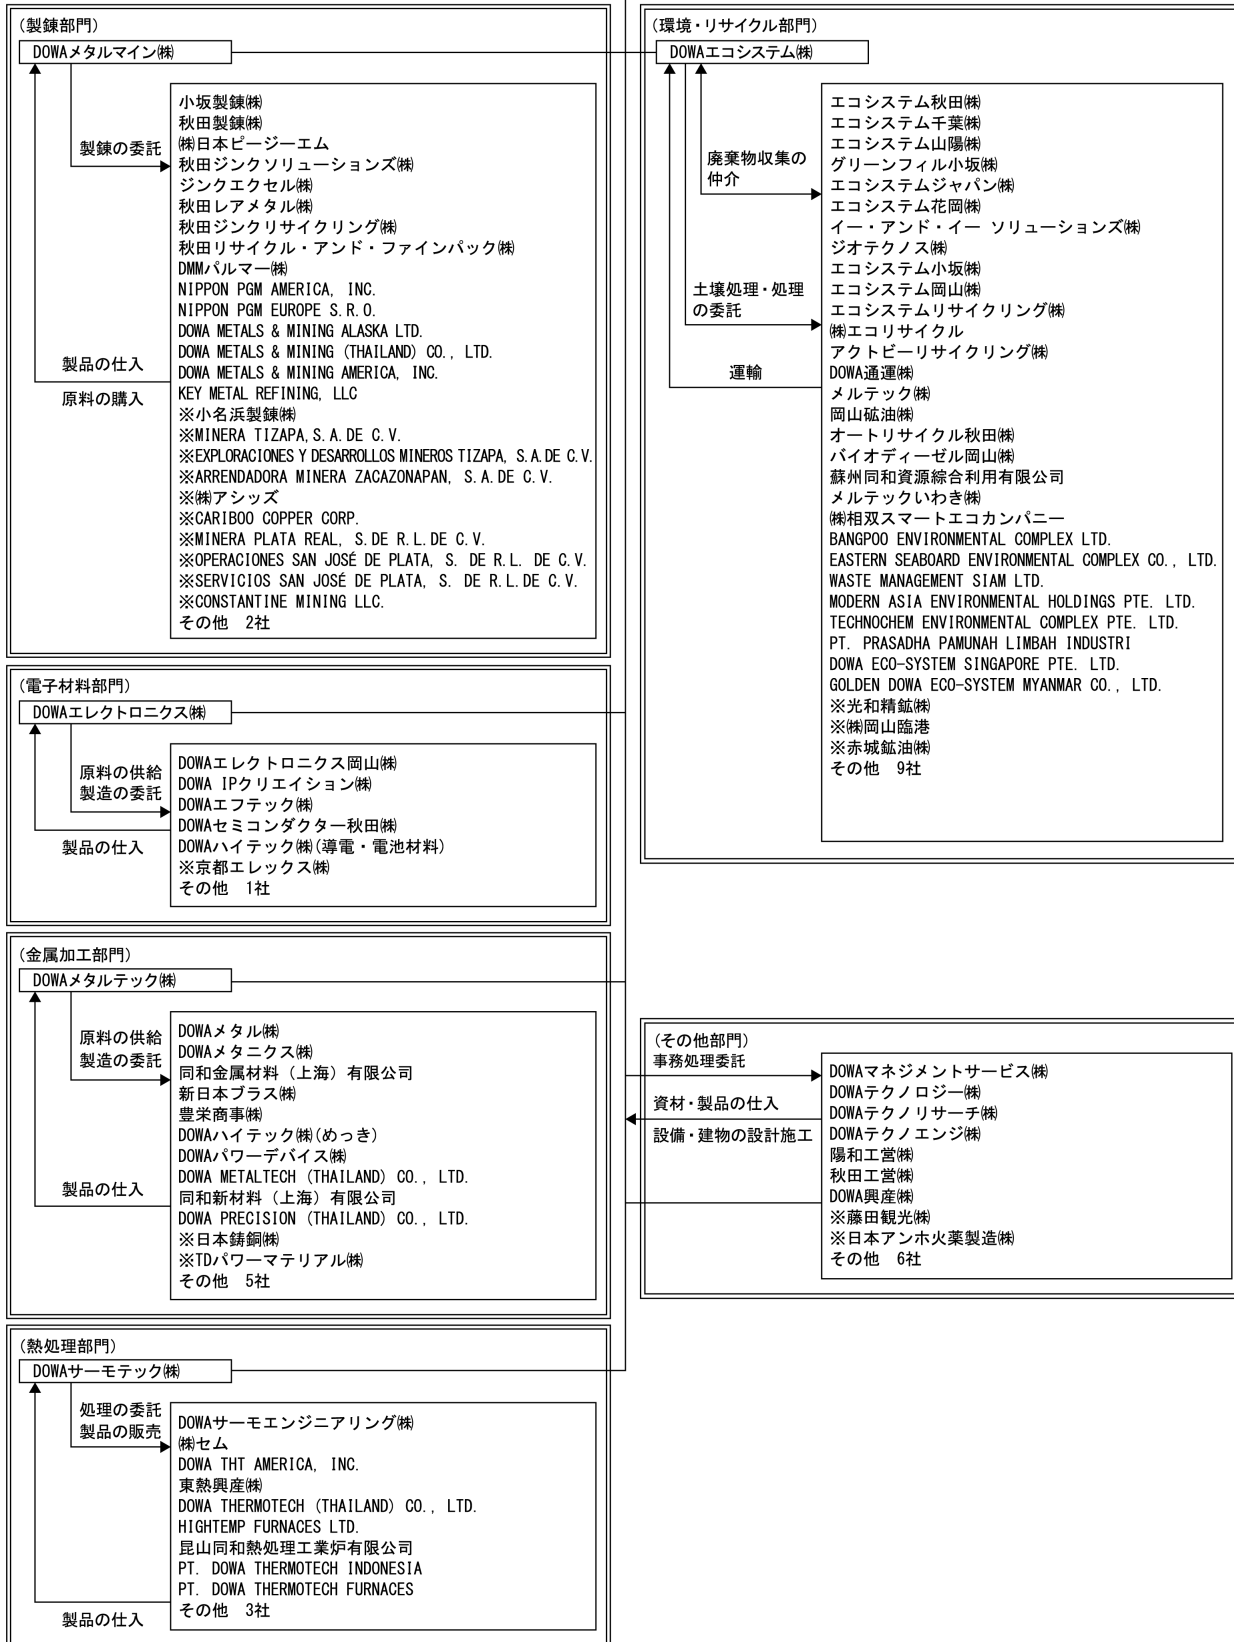 (製錬部門)
DOWAメタルマイン㈱
製錬の委託
小坂製錬㈱
秋田製錬㈱
㈱日本ピージーエム
秋田ジンクソリューションズ㈱
ジンクエクセル㈱
秋田レアメタル㈱
秋田ジンクリサイクリング㈱
秋田リサイクル・アンド・ファインパック㈱
DMMパルマー㈱
NIPPON PGM AMERICA, INC.
NIPPON PGM EUROPE S.R.O.
DOWA METALS & MINING ALASKA LTD.
DOWA METALS & MINING (THAILAND) CO., LTD.
DOWA METALS & MINING AMERICA, INC.
KEY METAL REFINING, LLC
※小名浜製錬㈱
※MINERA TIZAPA,S.A.DE C.V.
※EXPLORACIONES Y DESARROLLOS MINEROS TIZAPA, S.A.DE C.V.
※ARRENDADORA MINERA ZACAZONAPAN, S.A.DE C.V.
※㈱アシッズ
※CARIBOO COPPER CORP.
※MINERA PLATA REAL, S.DE R.L.DE C.V.
※OPERACIONES SAN JOSÉ DE PLATA, S. DE R.L. DE C.V.
※SERVICIOS SAN JOSÉ DE PLATA, S. DE R.L.DE C.V.
※CONSTANTINE MINING LLC.
その他 2社
製品の仕入
原料の購入
(電子材料部門)
DOWAエレクトロニクス㈱
原料の供給
製造の委託
製品の仕入
DOWAエレクトロニクス岡山㈱
DOWA IPクリエイション㈱
DOWAエフテック㈱
DOWAセミコンダクター秋田㈱
DOWAハイテック㈱(導電・電池材料)
※京都エレックス㈱
その他 1社
(金属加工部門)
DOWAメタルテック㈱
原料の供給
製造の委託
製品の仕入
DOWAメタル㈱
DOWAメタニクス㈱
同和金属材料（上海）有限公司
新日本ブラス㈱
豊栄商事㈱
DOWAハイテック㈱(めっき)
DOWAパワーデバイス㈱
DOWA METALTECH (THAILAND) CO., LTD.
同和新材料（上海）有限公司
DOWA PRECISION (THAILAND) CO., LTD.
※日本鋳銅㈱
※TDパワーマテリアル㈱
その他 5社
(熱処理部門)
DOWAサーモテック㈱
処理の委託
製品の販売
製品の仕入
DOWAサーモエンジニアリング㈱
㈱セム
DOWA THT AMERICA, INC.
東熱興産㈱
DOWA THERMOTECH (THAILAND) CO., LTD.
HIGHTEMP FURNACES LTD.
昆山同和熱処理工業炉有限公司
PT. DOWA THERMOTECH INDONESIA
PT. DOWA THERMOTECH FURNACES
その他 3社
(環境・リサイクル部門)
DOWAエコシステム㈱
廃棄物収集の
仲介
土壌処理・処理
の委託
運輸
エコシステム秋田㈱
エコシステム千葉㈱
エコシステム山陽㈱
グリーンフィル小坂㈱
エコシステムジャパン㈱
エコシステム花岡㈱
イー・アンド・イー ソリューションズ㈱
ジオテクノス㈱
エコシステム小坂㈱
エコシステム岡山㈱
エコシステムリサイクリング㈱
㈱エコリサイクル
アクトビーリサイクリング㈱
DOWA通運㈱
メルテック㈱
岡山砿油㈱
オートリサイクル秋田㈱
バイオディーゼル岡山㈱
蘇州同和資源綜合利用有限公司
メルテックいわき㈱
㈱相双スマートエコカンパニー
BANGPOO ENVIRONMENTAL COMPLEX LTD.
EASTERN SEABOARD ENVIRONMENTAL COMPLEX CO., LTD.
WASTE MANAGEMENT SIAM LTD.
MODERN ASIA ENVIRONMENTAL HOLDINGS PTE. LTD.
TECHNOCHEM ENVIRONMENTAL COMPLEX PTE. LTD.
PT. PRASADHA PAMUNAH LIMBAH INDUSTRI
DOWA ECO-SYSTEM SINGAPORE PTE. LTD.
GOLDEN DOWA ECO-SYSTEM MYANMAR CO., LTD.
※光和精鉱㈱
※㈱岡山臨港
※赤城鉱油㈱
その他 9社
(その他部門)
事務処理委託
資材・製品の仕入
設備・建物の設計施工
DOWAマネジメントサービス㈱
DOWAテクノロジー㈱
DOWAテクノリサーチ㈱
DOWAテクノエンジ㈱
陽和工営㈱
秋田工営㈱
DOWA興産㈱
※藤田観光㈱
※日本アンホ火薬製造㈱
その他 6社